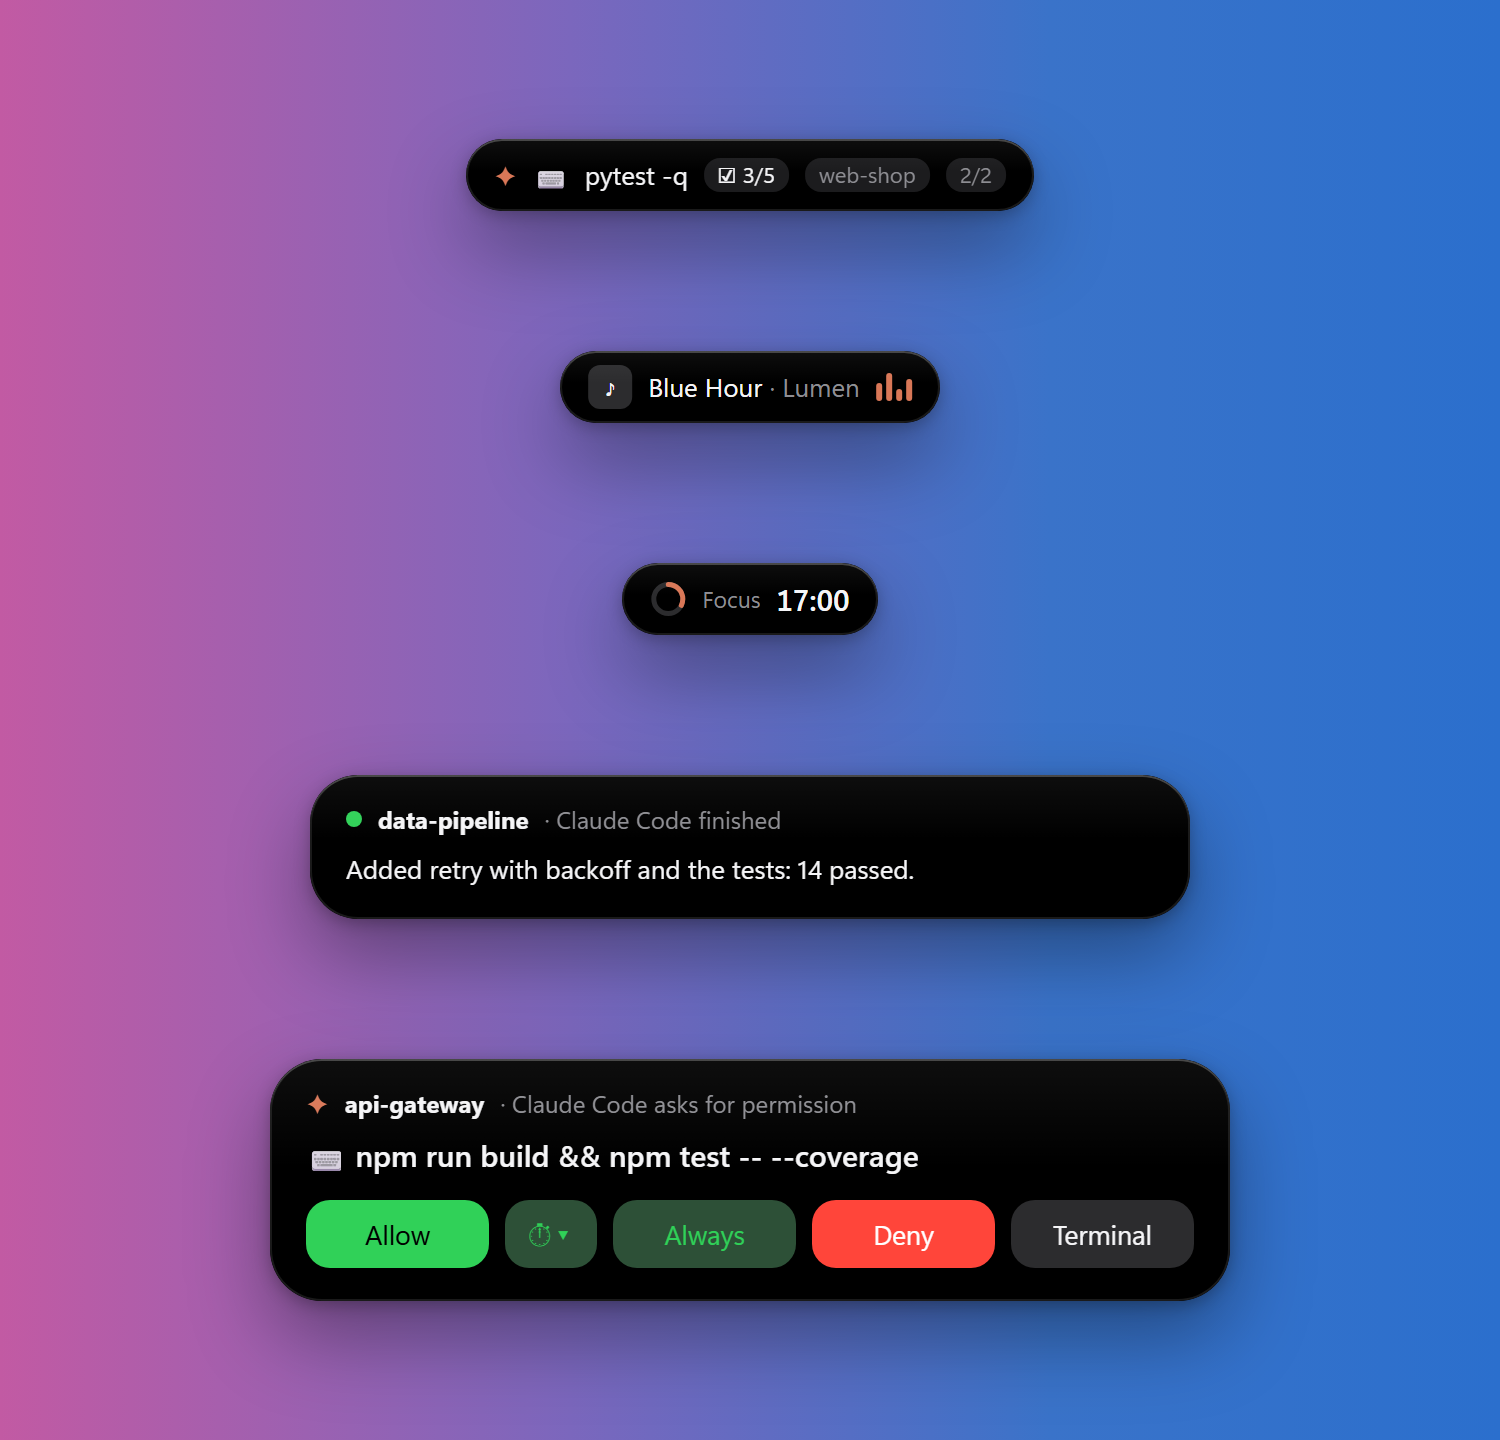 pytest -q ☑ 3/5 web-shop 2/2
Blue Hour · Lumen
Focus 17:00
data-pipeline · Claude Code finished
Added retry with backoff and the tests: 14 passed.
api-gateway · Claude Code asks for permission
npm run build && npm test -- --coverage
Allow ⏱ ▾ Always Deny Terminal